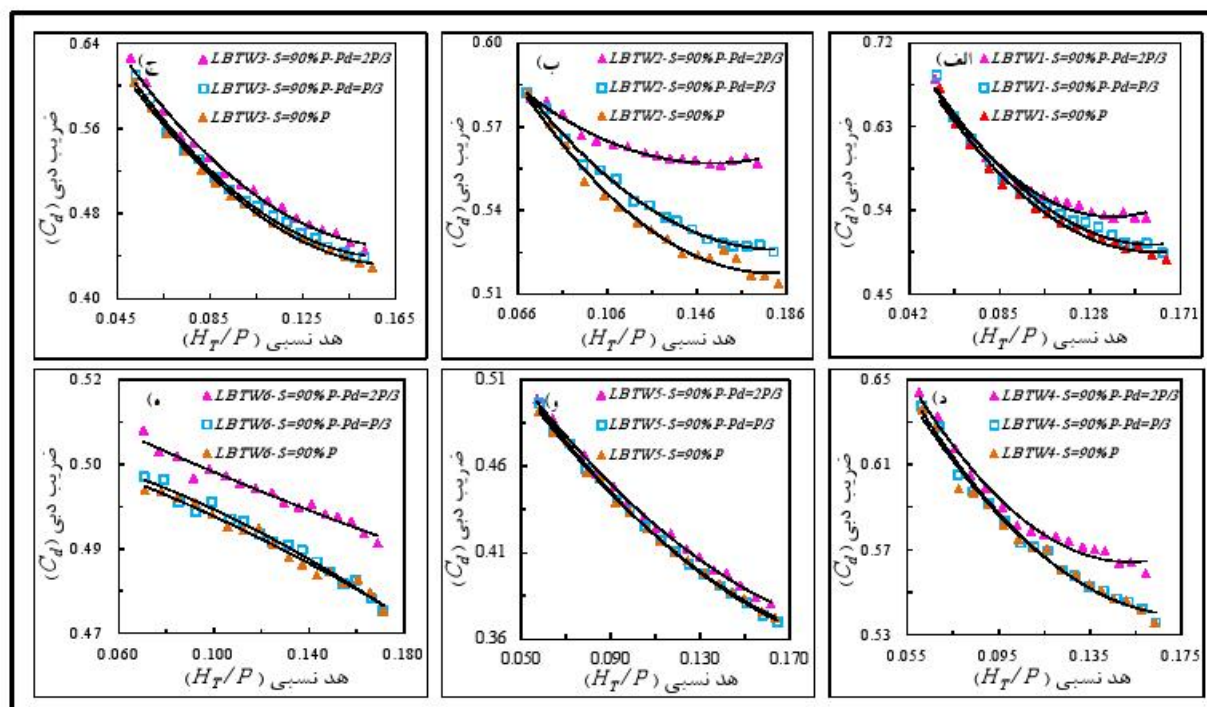 الف)
LBTW1-S=90%P-Pd=2P/3
LBTW1-S=90%P-Pd=P/3
LBTW1-S=90%P
ضریب دبی (C_d)
0.72
0.63
0.54
0.45
0.042 0.085 0.128 0.171
هد نسبی (H_T/P)
ب)
LBTW2-S=90%P-Pd=2P/3
LBTW2-S=90%P-Pd=P/3
LBTW2-S=90%P
ضریب دبی (C_d)
0.60
0.57
0.54
0.51
0.066 0.106 0.146 0.186
هد نسبی (H_T/P)
ج)
LBTW3-S=90%P-Pd=2P/3
LBTW3-S=90%P-Pd=P/3
LBTW3-S=90%P
ضریب دبی (C_d)
0.64
0.56
0.48
0.40
0.045 0.085 0.125 0.165
هد نسبی (H_T/P)
د)
LBTW4-S=90%P-Pd=2P/3
LBTW4-S=90%P-Pd=P/3
LBTW4-S=90%P
ضریب دبی (C_d)
0.65
0.61
0.57
0.53
0.055 0.095 0.135 0.175
هد نسبی (H_T/P)
و)
LBTW5-S=90%P-Pd=2P/3
LBTW5-S=90%P-Pd=P/3
LBTW5-S=90%P
ضریب دبی (C_d)
0.51
0.46
0.41
0.36
0.050 0.090 0.130 0.170
هد نسبی (H_T/P)
ه)
LBTW6-S=90%P-Pd=2P/3
LBTW6-S=90%P-Pd=P/3
LBTW6-S=90%P
ضریب دبی (C_d)
0.52
0.50
0.49
0.47
0.060 0.100 0.140 0.180
هد نسبی (H_T/P)